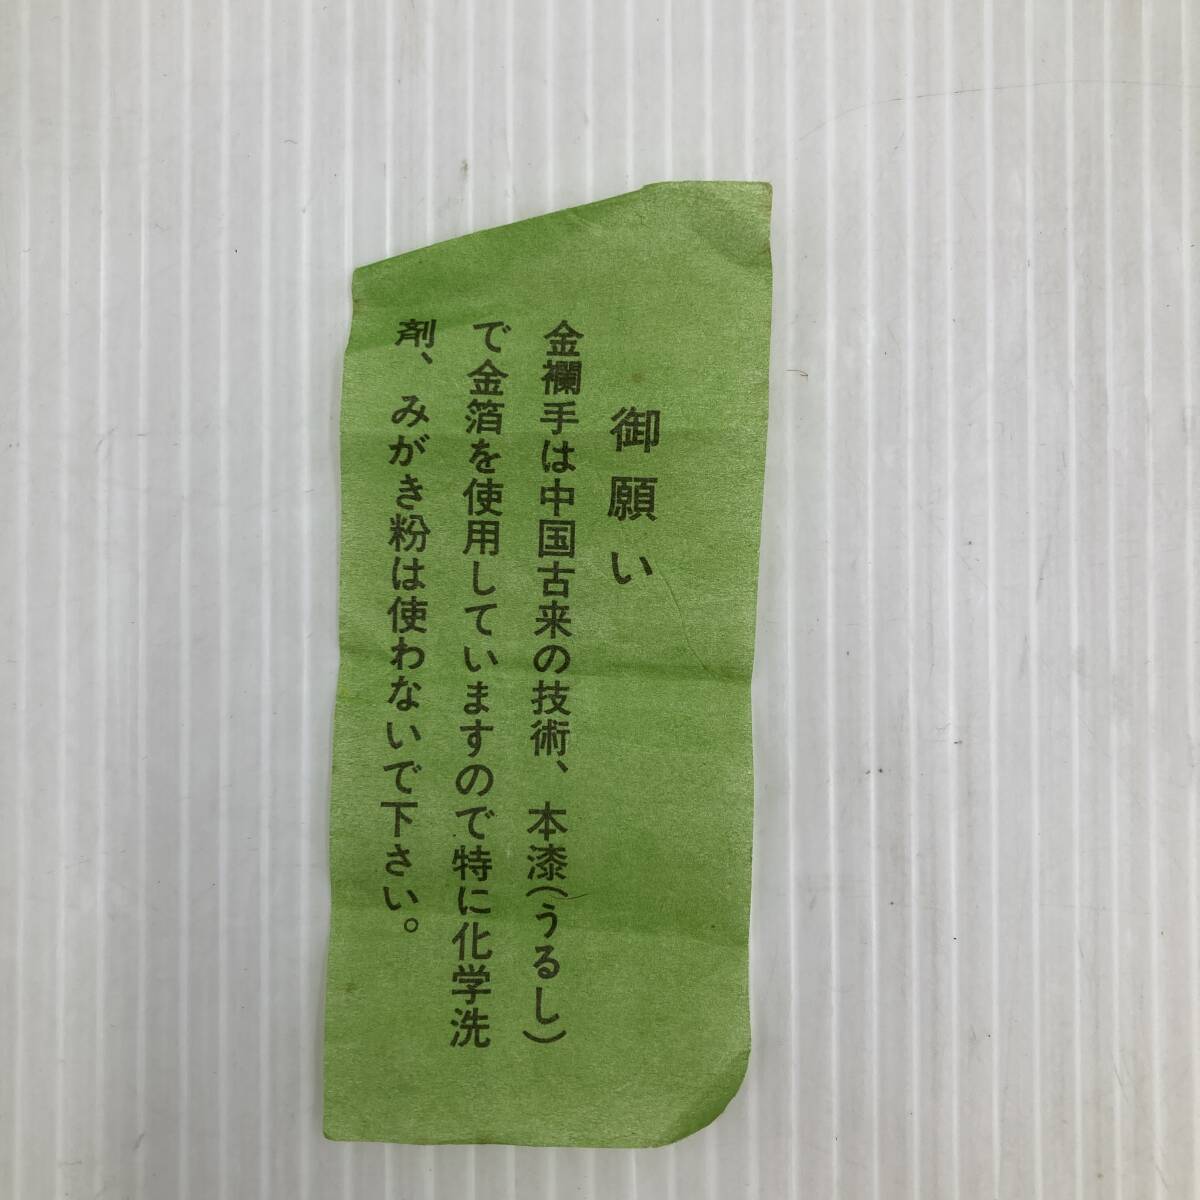 御願い
金襴手は中国古来の技術、本漆(うるし)
で金箔を使用していますので特に化学洗
剤、みがき粉は使わないで下さい。